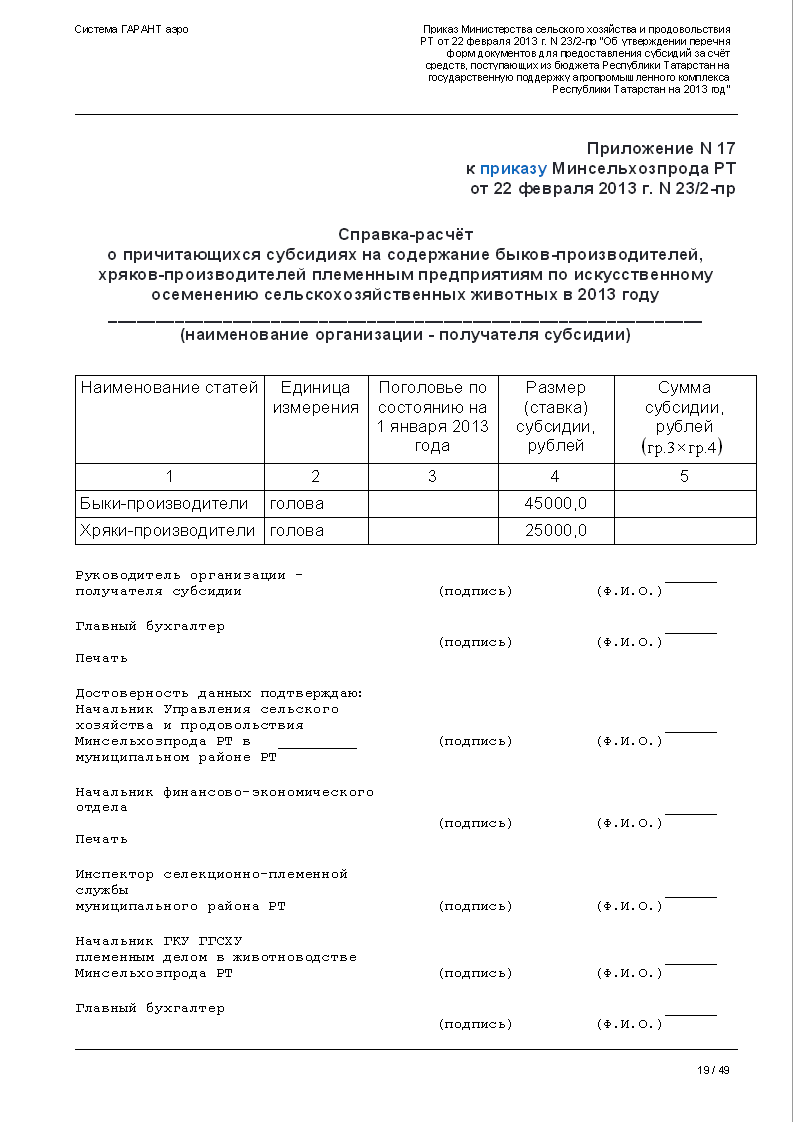 Система ГАРАНТ аэро
Приказ Министерства сельского хозяйства и продовольствия
РТ от 22 февраля 2013 г. N 23/2-пр "Об утверждении перечня
форм документов для предоставления субсидий за счёт
средств, поступающих из бюджета Республики Татарстан на
государственную поддержку агропромышленного комплекса
Республики Татарстан на 2013 год"
Приложение N 17
к приказу Минсельхозпрода РТ
от 22 февраля 2013 г. N 23/2-пр
Справка-расчёт
о причитающихся субсидиях на содержание быков-производителей,
хряков-производителей племенным предприятиям по искусственному
осеменению сельскохозяйственных животных в 2013 году
_______________________________________________________________
(наименование организации - получателя субсидии)
Наименование статей Единица Поголовье по Размер Сумма
измерения состоянию на (ставка) субсидии,
1 января 2013 субсидии, рублей
года рублей (гр.3×гр.4)
1 2 3 4 5
Быки-производители голова 45000,0
Хряки-производители голова 25000,0
Руководитель организации - ______
получателя субсидии (подпись) (Ф.И.О.)
Главный бухгалтер ______
(подпись) (Ф.И.О.)
Печать
Достоверность данных подтверждаю:
Начальник Управления сельского
хозяйства и продовольствия ______
Минсельхозпрода РТ в _________ (подпись) (Ф.И.О.)
муниципальном районе РТ
Начальник финансово-экономического
отдела ______
(подпись) (Ф.И.О.)
Печать
Инспектор селекционно-племенной
службы ______
муниципального района РТ (подпись) (Ф.И.О.)
Начальник ГКУ ГГСХУ
племенным делом в животноводстве ______
Минсельхозпрода РТ (подпись) (Ф.И.О.)
Главный бухгалтер ______
(подпись) (Ф.И.О.)
19 / 49